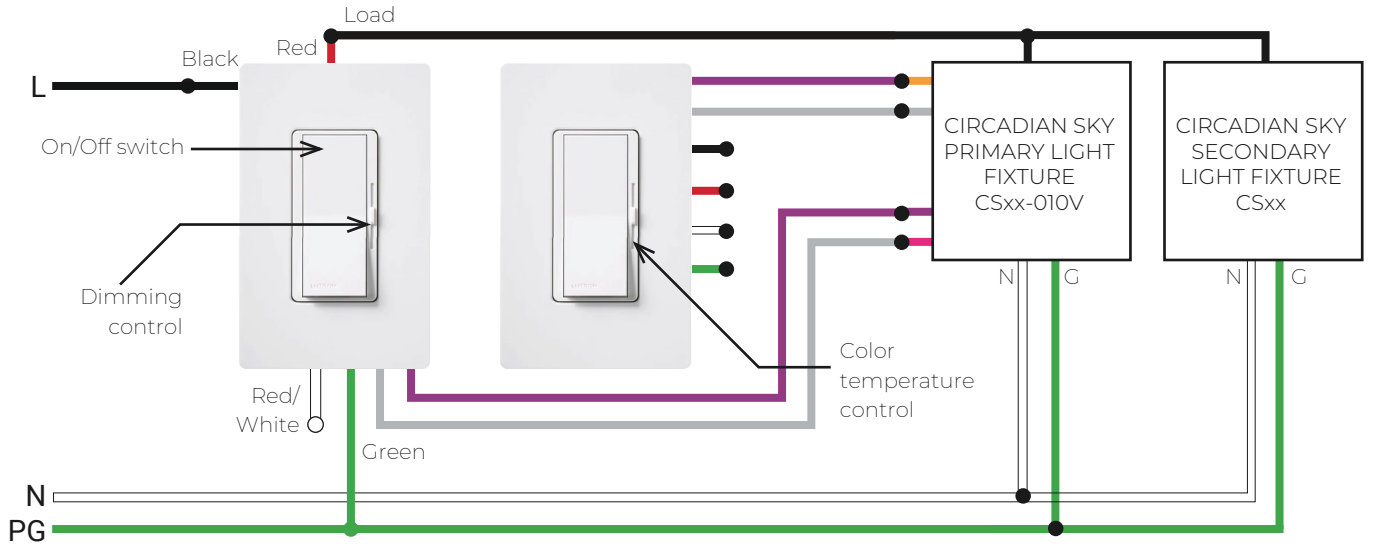 Load
Red
Black
L
On/Off switch
CIRCADIAN SKY
PRIMARY LIGHT
FIXTURE
CSxx-010V
CIRCADIAN SKY
SECONDARY
LIGHT FIXTURE
CSxx
N
G
N
G
Dimming
control
Color
temperature
control
Red/
White
Green
N
PG